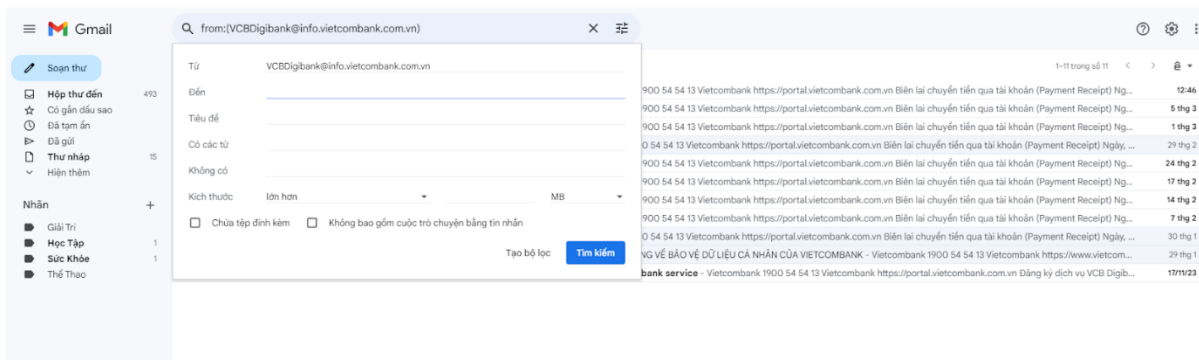 Gmail
from:(VCBDigibank@info.vietcombank.com.vn)
Soạn thư
Hộp thư đến 493
Có gắn dấu sao
Đã tạm ẩn
Đã gửi
Thư nháp 15
Hiện thêm
Nhãn
Giải Trí
Học Tập 1
Sức Khỏe 1
Thể Thao
Từ VCBDigibank@info.vietcombank.com.vn
Đến
Tiêu đề
Có các từ
Không có
Kích thước lớn hơn MB
Chứa tệp đính kèm Không bao gồm cuộc trò chuyện bằng tin nhắn
Tạo bộ lọc Tìm kiếm
1–11 trong số 11
900 54 54 13 Vietcombank https://portal.vietcombank.com.vn Biên lai chuyển tiền qua tài khoản (Payment Receipt) Ng... 12:46
900 54 54 13 Vietcombank https://portal.vietcombank.com.vn Biên lai chuyển tiền qua tài khoản (Payment Receipt) Ng... 5 thg 3
900 54 54 13 Vietcombank https://portal.vietcombank.com.vn Biên lai chuyển tiền qua tài khoản (Payment Receipt) Ng... 1 thg 3
0 54 54 13 Vietcombank https://portal.vietcombank.com.vn Biên lai chuyển tiền qua tài khoản (Payment Receipt) Ngày, ... 29 thg 2
900 54 54 13 Vietcombank https://portal.vietcombank.com.vn Biên lai chuyển tiền qua tài khoản (Payment Receipt) Ng... 24 thg 2
900 54 54 13 Vietcombank https://portal.vietcombank.com.vn Biên lai chuyển tiền qua tài khoản (Payment Receipt) Ng... 17 thg 2
900 54 54 13 Vietcombank https://portal.vietcombank.com.vn Biên lai chuyển tiền qua tài khoản (Payment Receipt) Ng... 14 thg 2
900 54 54 13 Vietcombank https://portal.vietcombank.com.vn Biên lai chuyển tiền qua tài khoản (Payment Receipt) Ng... 7 thg 2
0 54 54 13 Vietcombank https://portal.vietcombank.com.vn Biên lai chuyển tiền qua tài khoản (Payment Receipt) Ngày, ... 30 thg 1
NG VỀ BẢO VỆ DỮ LIỆU CÁ NHÂN CỦA VIETCOMBANK - Vietcombank 1900 54 54 13 Vietcombank https://www.vietcom... 29 thg 1
bank service - Vietcombank 1900 54 54 13 Vietcombank https://portal.vietcombank.com.vn Đăng ký dịch vụ VCB Digib... 17/11/23